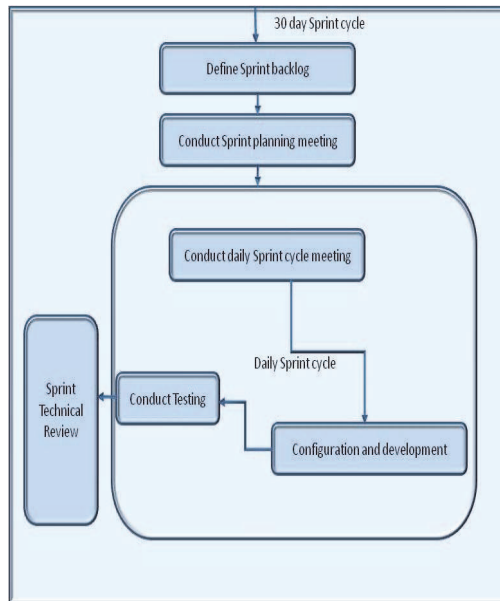 30 day Sprint cycle
Define Sprint backlog
Conduct Sprint planning meeting
Conduct daily Sprint cycle meeting
Daily Sprint cycle
Configuration and development
Conduct Testing
Sprint
Technical
Review